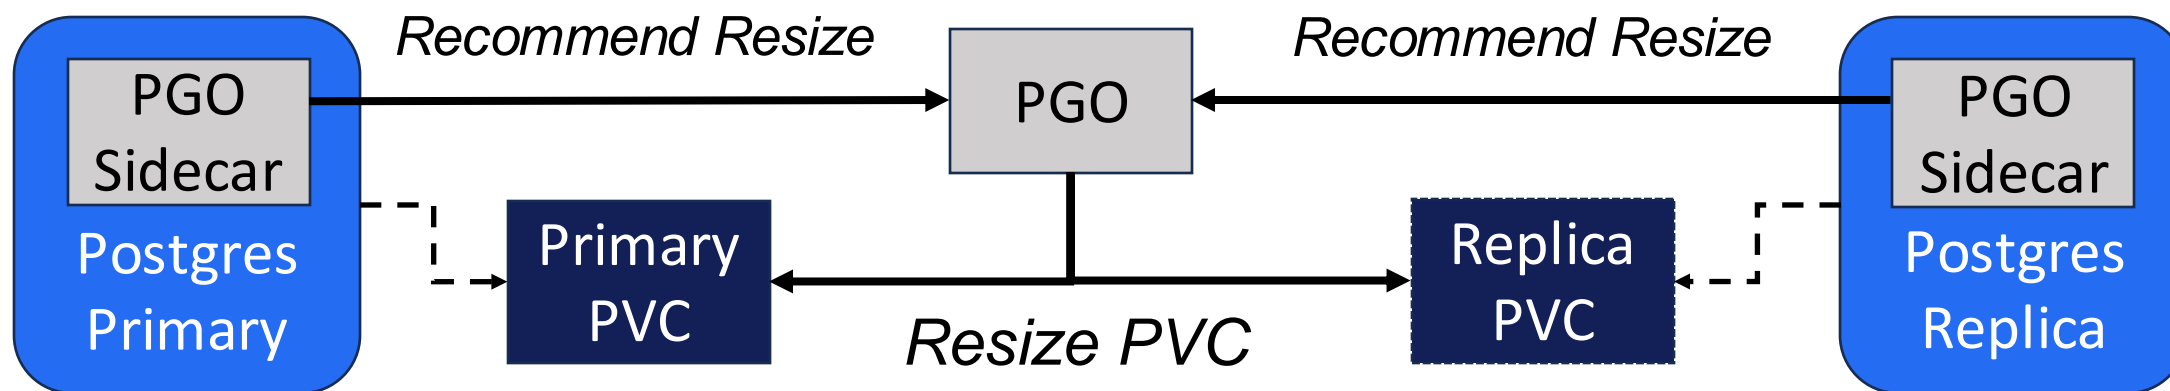 Recommend Resize
Recommend Resize
PGO
Sidecar
PGO
PGO
Sidecar
Postgres
Primary
Primary
PVC
Replica
PVC
Postgres
Replica
Resize PVC